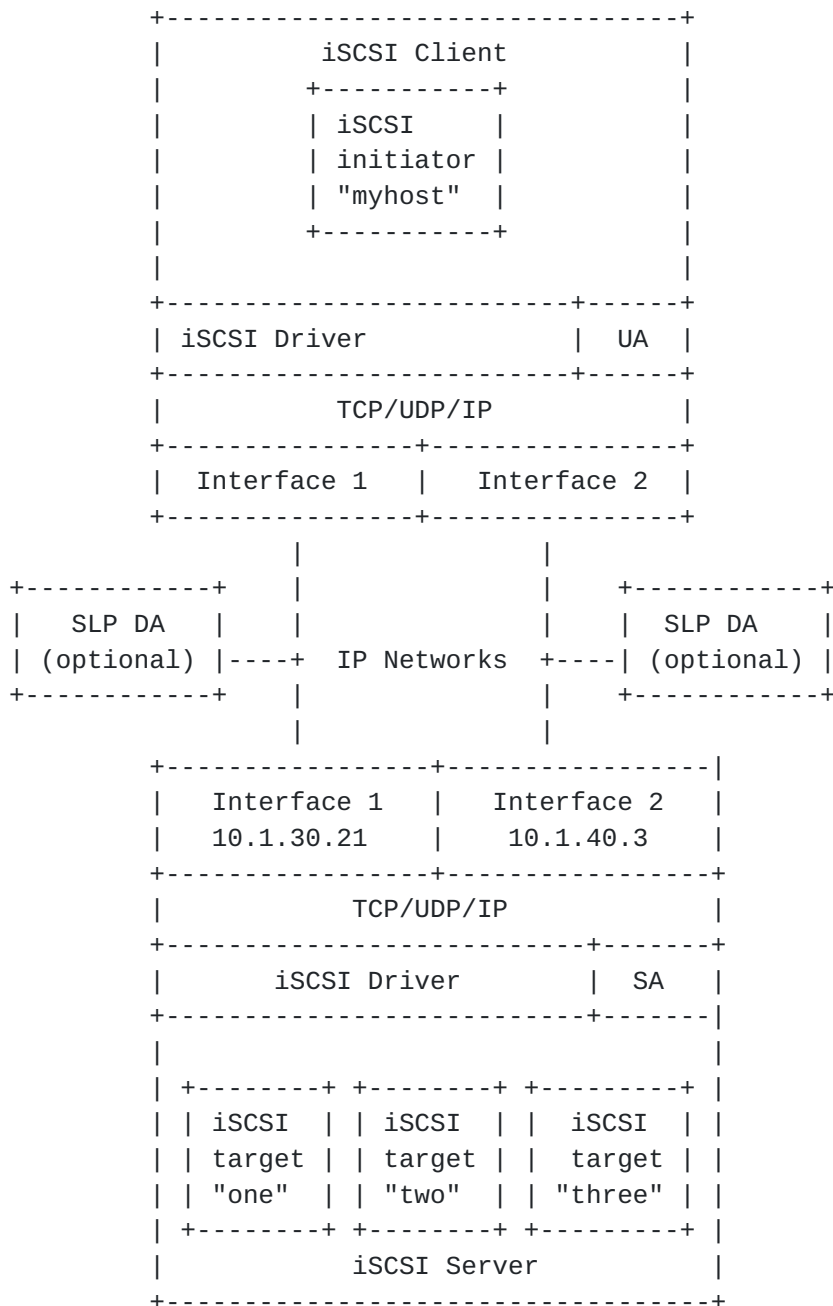 iSCSI Client
iSCSI
initiator
"myhost"
iSCSI Driver UA
TCP/UDP/IP
Interface 1 Interface 2
SLP DA SLP DA
(optional) IP Networks (optional)
Interface 1 Interface 2
10.1.30.21 10.1.40.3
TCP/UDP/IP
iSCSI Driver SA
iSCSI iSCSI iSCSI
target target target
"one" "two" "three"
iSCSI Server